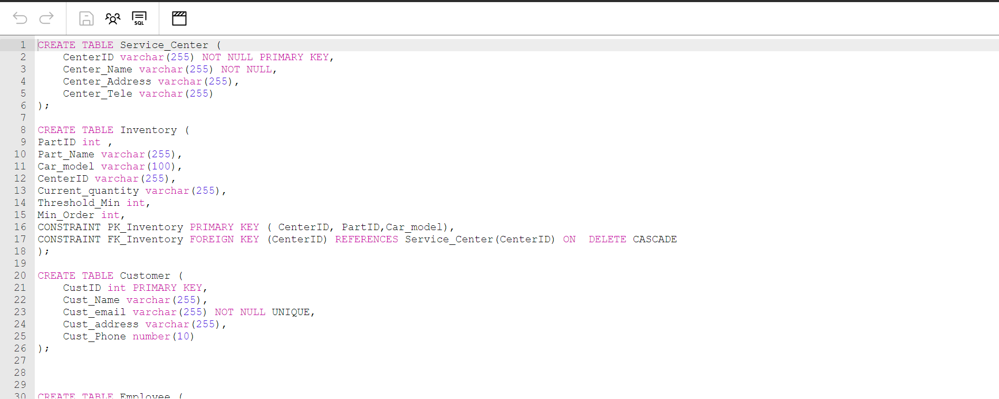 SQL
1 CREATE TABLE Service_Center (
2 CenterID varchar(255) NOT NULL PRIMARY KEY,
3 Center_Name varchar(255) NOT NULL,
4 Center_Address varchar(255),
5 Center_Tele varchar(255)
6 );
7
8 CREATE TABLE Inventory (
9 PartID int ,
10 Part_Name varchar(255),
11 Car_model varchar(100),
12 CenterID varchar(255),
13 Current_quantity varchar(255),
14 Threshold_Min int,
15 Min_Order int,
16 CONSTRAINT PK_Inventory PRIMARY KEY ( CenterID, PartID,Car_model),
17 CONSTRAINT FK_Inventory FOREIGN KEY (CenterID) REFERENCES Service_Center(CenterID) ON  DELETE CASCADE
18 );
19
20 CREATE TABLE Customer (
21 CustID int PRIMARY KEY,
22 Cust_Name varchar(255),
23 Cust_email varchar(255) NOT NULL UNIQUE,
24 Cust_address varchar(255),
25 Cust_Phone number(10)
26 );
27
28
29
30 CREATE TABLE Employee (